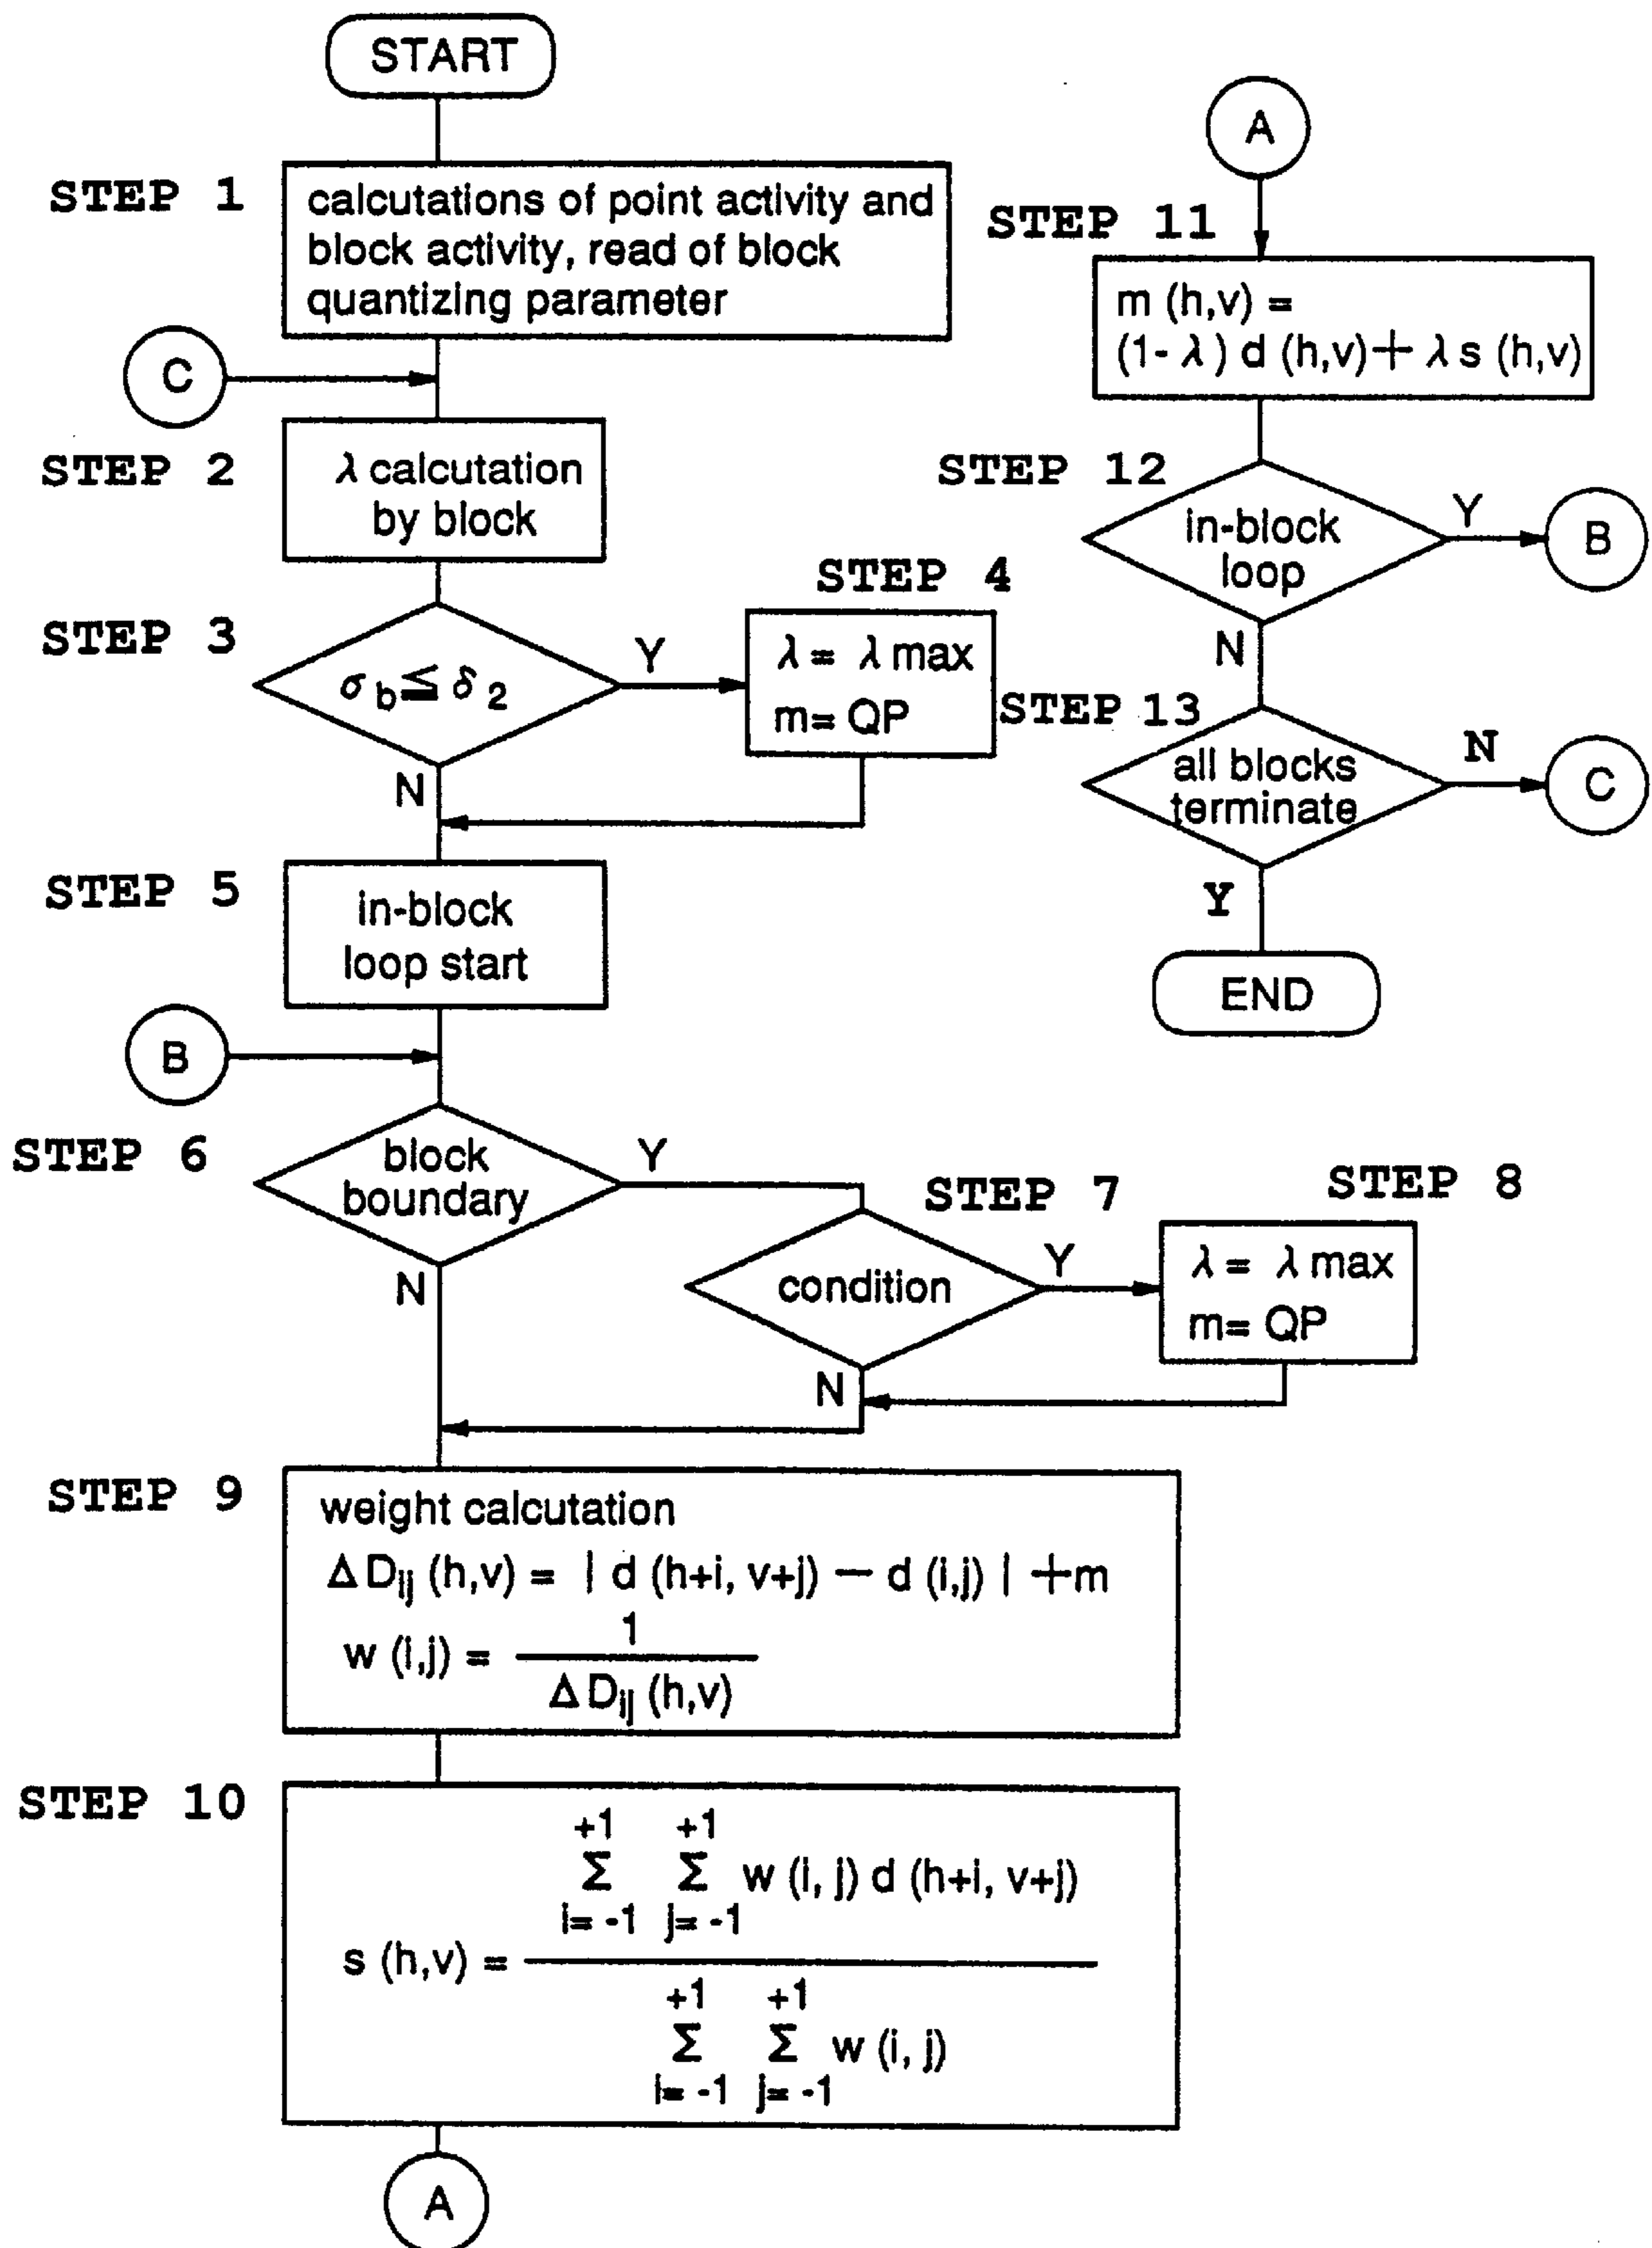 START
STEP 1
calcutations of point activity and
block activity, read of block
quantizing parameter
C
STEP 2
λ calcutation
by block
STEP 3
σ b ≦ δ 2
Y
N
STEP 4
λ = λ max
m= QP
STEP 5
in-block
loop start
B
STEP 6
block
boundary
Y
N
STEP 7
condition
Y
N
STEP 8
λ = λ max
m= QP
STEP 9
weight calcutation
Δ Dij (h,v) = | d (h+i, v+j) − d (i,j) | +m
w (i,j) = 1 / Δ Dij (h,v)
STEP 10
+1 +1
Σ Σ w (i, j) d (h+i, v+j)
i= -1 j= -1
s (h,v) =
+1 +1
Σ Σ w (i, j)
i= -1 j= -1
A
A
STEP 11
m (h,v) =
(1- λ ) d (h,v)+ λ s (h,v)
STEP 12
in-block
loop
Y
B
N
STEP 13
all blocks
terminate
N
C
Y
END